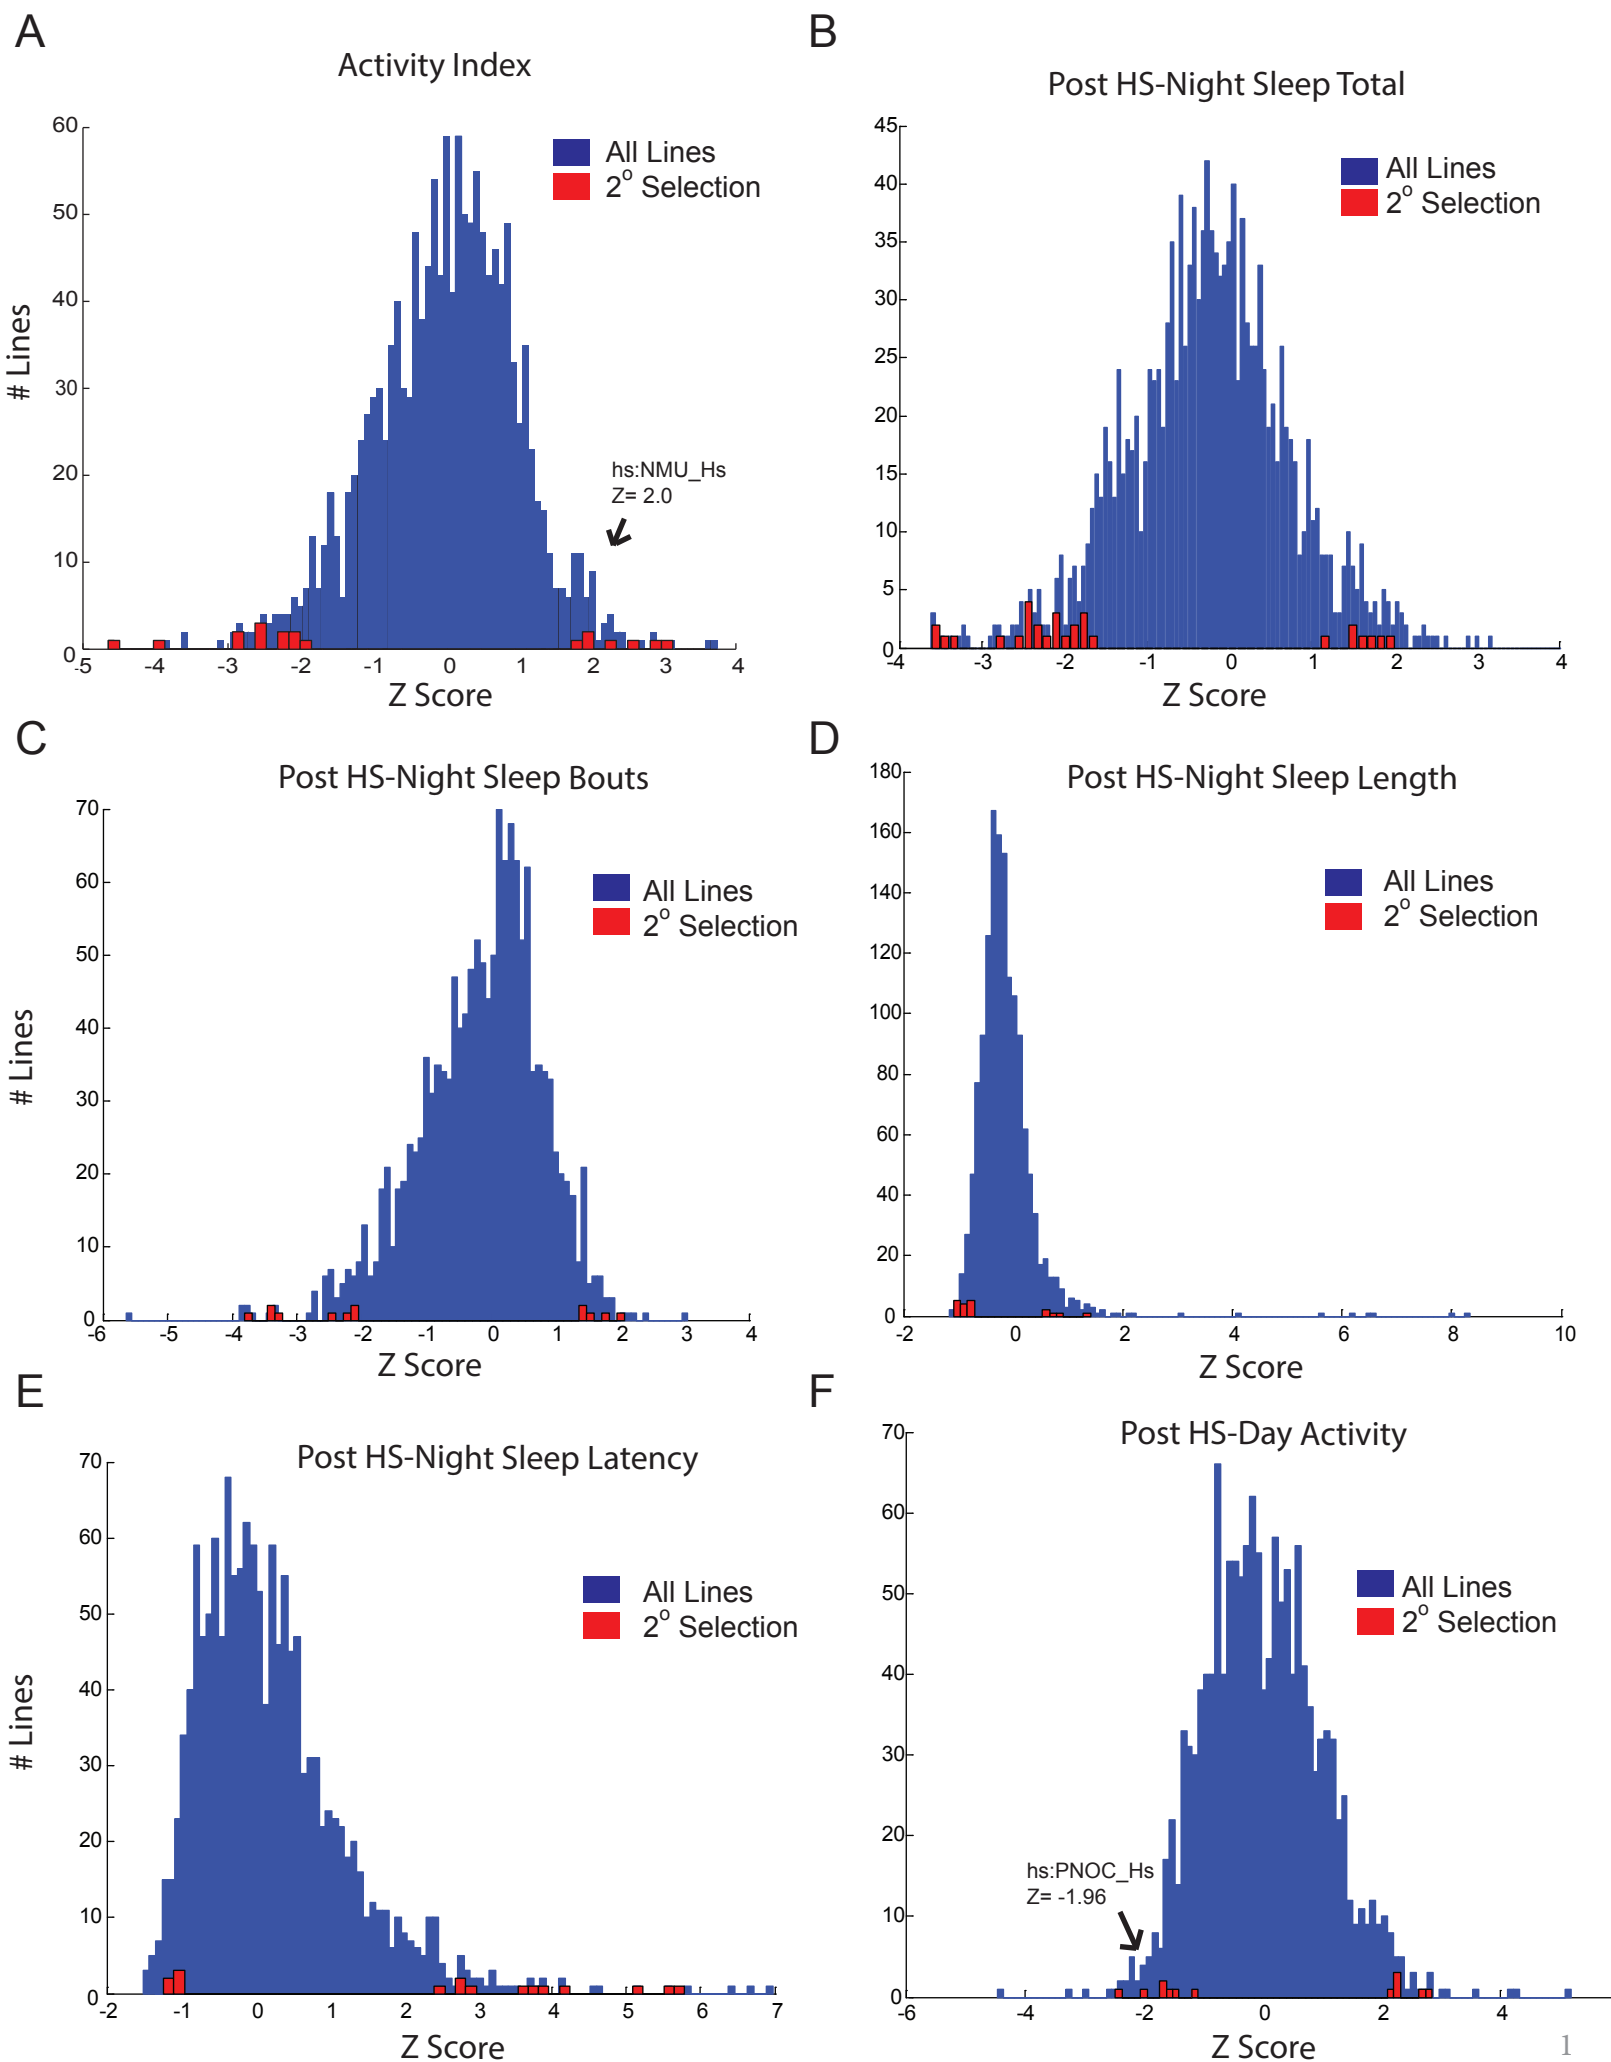 A
Activity Index
60
50
40
30
20
10
0
-5 -4 -3 -2 -1 0 1 2 3 4
# Lines
Z Score
All Lines
2° Selection
hs:NMU_Hs
Z= 2.0
B
Post HS-Night Sleep Total
45
40
35
30
25
20
15
10
5
0
-4 -3 -2 -1 0 1 2 3 4
Z Score
All Lines
2° Selection
C
Post HS-Night Sleep Bouts
70
60
50
40
30
20
10
0
-6 -5 -4 -3 -2 -1 0 1 2 3 4
# Lines
Z Score
All Lines
2° Selection
D
Post HS-Night Sleep Length
180
160
140
120
100
80
60
40
20
0
-2 0 2 4 6 8 10
Z Score
All Lines
2° Selection
E
Post HS-Night Sleep Latency
70
60
50
40
30
20
10
0
-2 -1 0 1 2 3 4 5 6 7
# Lines
Z Score
All Lines
2° Selection
F
Post HS-Day Activity
70
60
50
40
30
20
10
0
-6 -4 -2 0 2 4
Z Score
All Lines
2° Selection
hs:PNOC_Hs
Z= -1.96
1